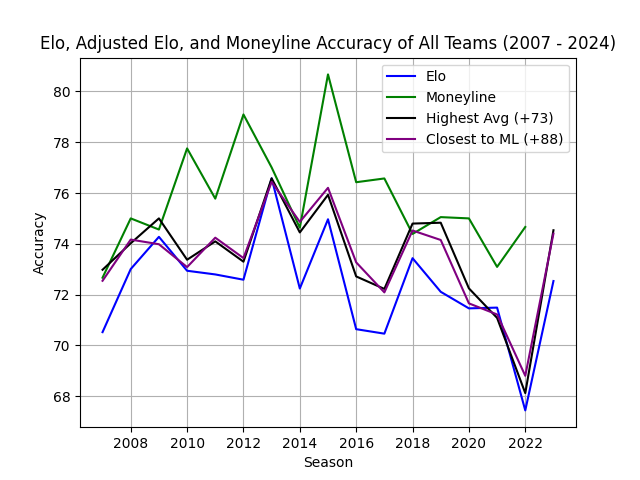 Elo, Adjusted Elo, and Moneyline Accuracy of All Teams (2007 - 2024)
Elo
Moneyline
Highest Avg (+73)
Closest to ML (+88)
80
78
76
74
72
70
68
Accuracy
2008 2010 2012 2014 2016 2018 2020 2022
Season